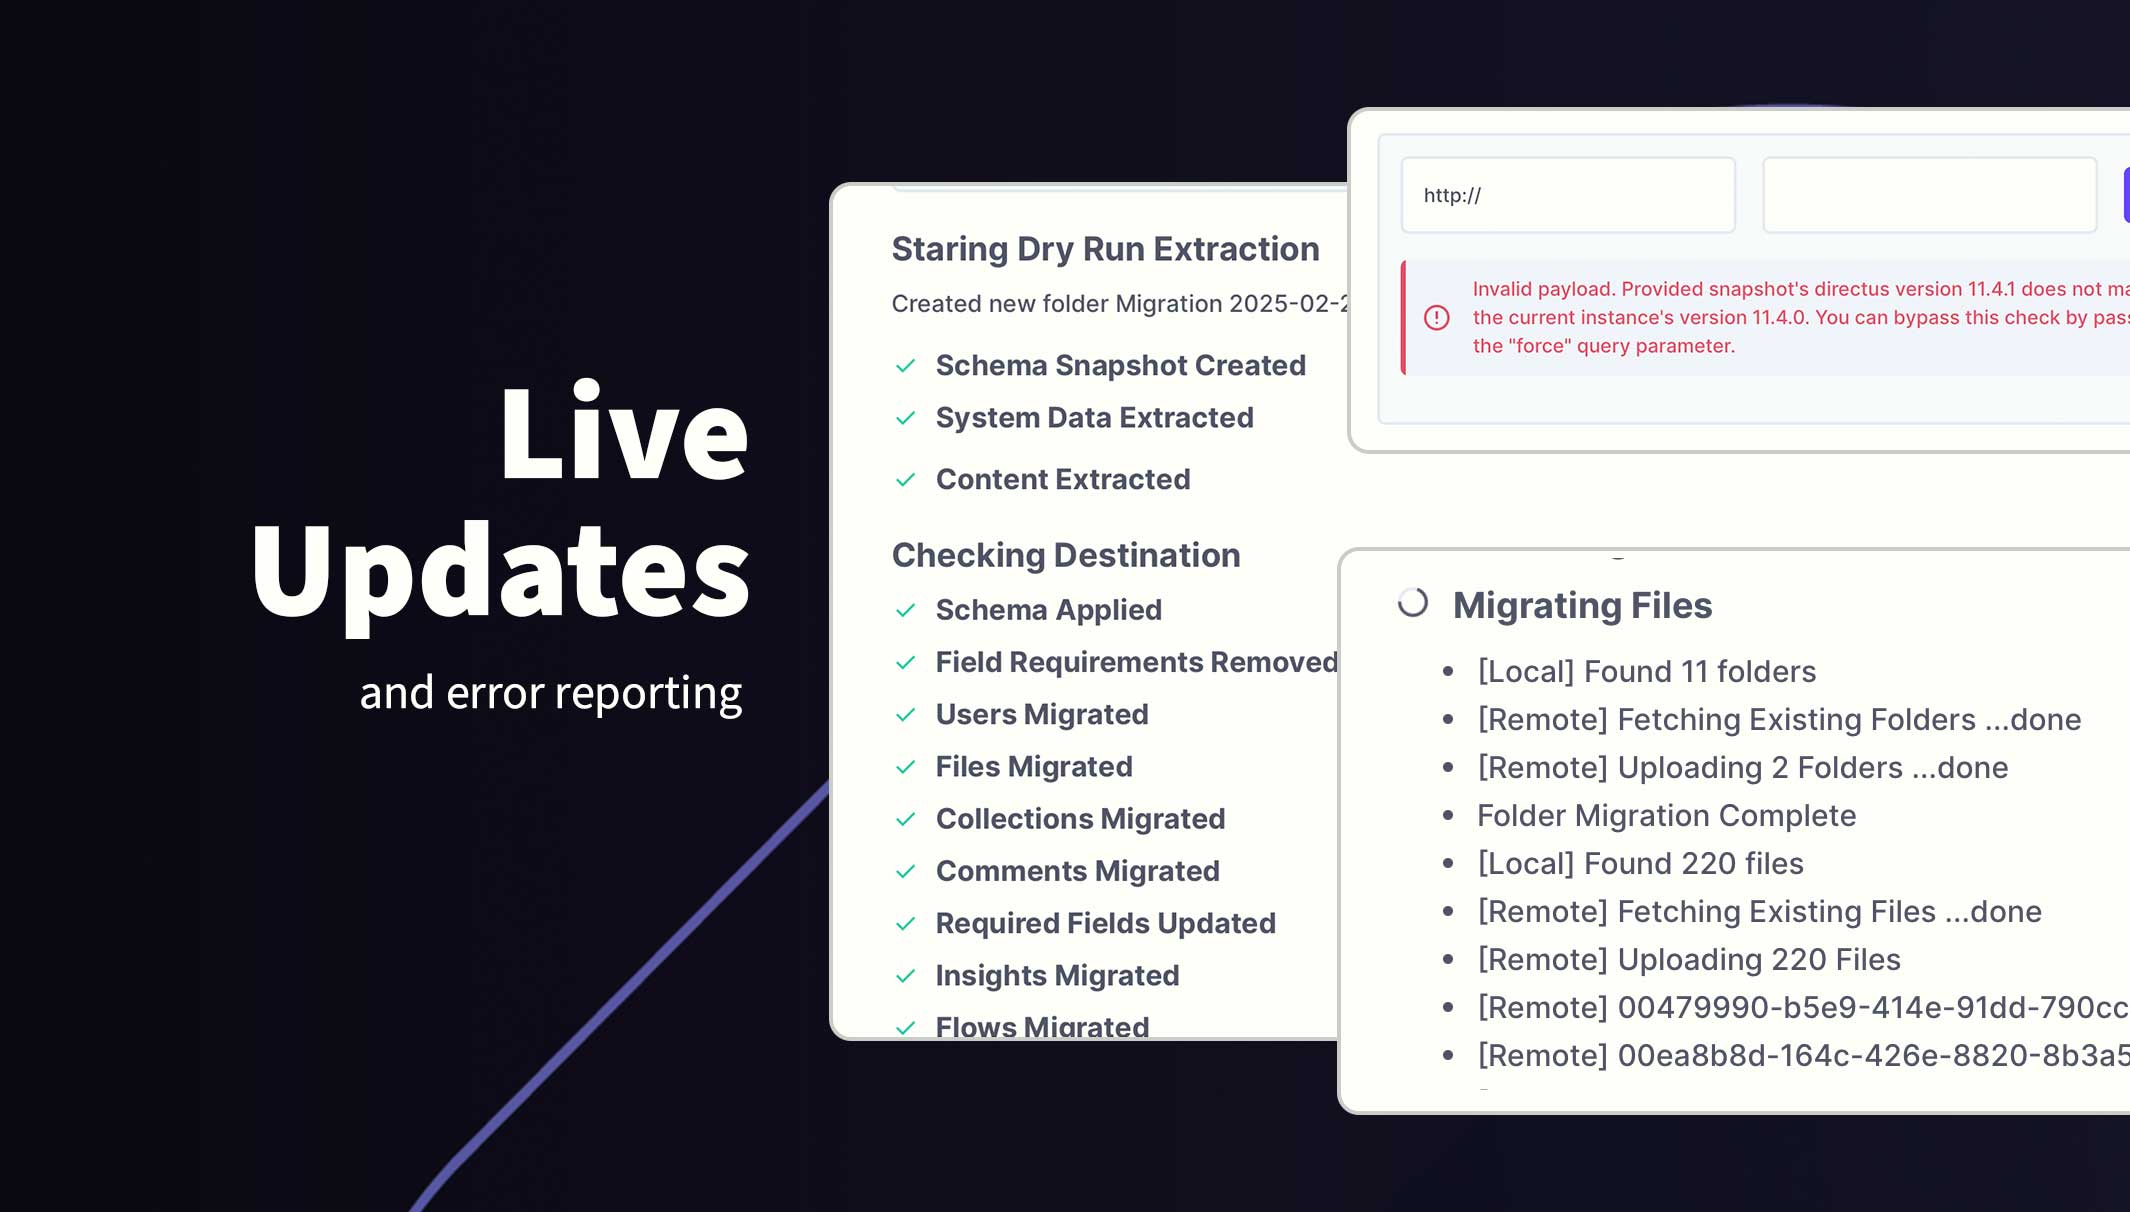 Live
Updates
and error reporting
Staring Dry Run Extraction
Created new folder Migration 2025-02-2
Schema Snapshot Created
System Data Extracted
Content Extracted
Checking Destination
Schema Applied
Field Requirements Removed
Users Migrated
Files Migrated
Collections Migrated
Comments Migrated
Required Fields Updated
Insights Migrated
Flows Migrated
http://
Invalid payload. Provided snapshot's directus version 11.4.1 does not ma
the current instance's version 11.4.0. You can bypass this check by pas
the "force" query parameter.
Migrating Files
[Local] Found 11 folders
[Remote] Fetching Existing Folders ...done
[Remote] Uploading 2 Folders ...done
Folder Migration Complete
[Local] Found 220 files
[Remote] Fetching Existing Files ...done
[Remote] Uploading 220 Files
[Remote] 00479990-b5e9-414e-91dd-790cc
[Remote] 00ea8b8d-164c-426e-8820-8b3a5